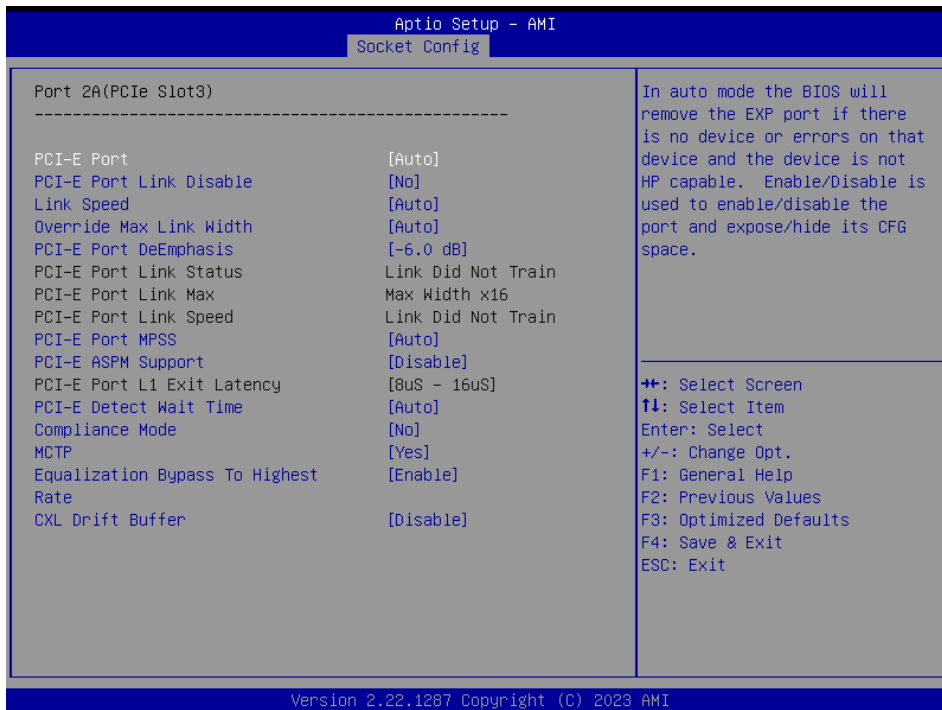 Aptio Setup – AMI
Socket Config
Port 2A(PCIe Slot3)
--------------------------------------------------
PCI-E Port [Auto]
PCI-E Port Link Disable [No]
Link Speed [Auto]
Override Max Link Width [Auto]
PCI-E Port DeEmphasis [-6.0 dB]
PCI-E Port Link Status Link Did Not Train
PCI-E Port Link Max Max Width x16
PCI-E Port Link Speed Link Did Not Train
PCI-E Port MPSS [Auto]
PCI-E ASPM Support [Disable]
PCI-E Port L1 Exit Latency [8uS - 16uS]
PCI-E Detect Wait Time [Auto]
Compliance Mode [No]
MCTP [Yes]
Equalization Bypass To Highest [Enable]
Rate
CXL Drift Buffer [Disable]
In auto mode the BIOS will
remove the EXP port if there
is no device or errors on that
device and the device is not
HP capable.  Enable/Disable is
used to enable/disable the
port and expose/hide its CFG
space.
→←: Select Screen
↑↓: Select Item
Enter: Select
+/-: Change Opt.
F1: General Help
F2: Previous Values
F3: Optimized Defaults
F4: Save & Exit
ESC: Exit
Version 2.22.1287 Copyright (C) 2023 AMI